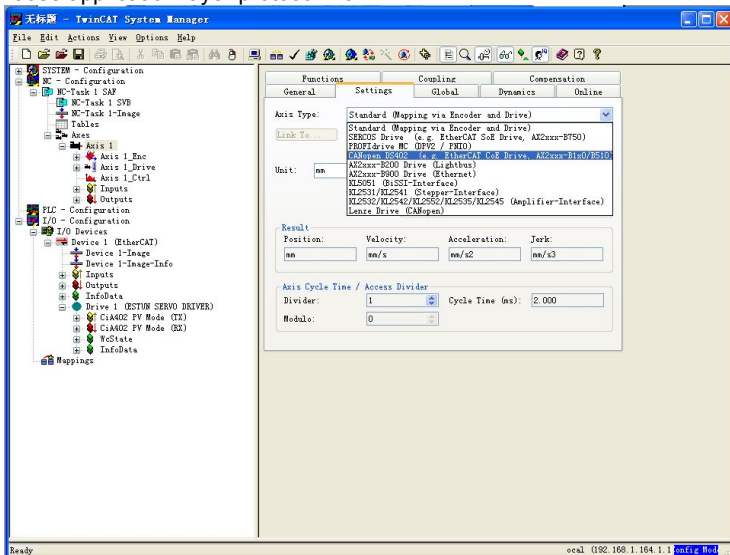 无标题 - TwinCAT System Manager
File Edit Actions View Options Help
SYSTEM - Configuration
NC - Configuration
NC-Task 1 SAF
NC-Task 1 SVB
NC-Task 1-Image
Tables
Axes
Axis 1
Axis 1_Enc
Axis 1_Drive
Axis 1_Ctrl
Inputs
Outputs
PLC - Configuration
I/O - Configuration
I/O Devices
Device 1 (EtherCAT)
Device 1-Image
Device 1-Image-Info
Inputs
Outputs
InfoData
Drive 1 (ESTUN SERVO DRIVER)
CiA402 PV Mode (TX)
CiA402 PV Mode (RX)
WcState
InfoData
Mappings
Functions Coupling Compensation
General Settings Global Dynamics Online
Axis Type: Standard (Mapping via Encoder and Drive)
Link To...
Standard (Mapping via Encoder and Drive)
SERCOS Drive (e.g. EtherCAT SoE Drive, AX2xxx-B750)
PROFIdrive MC (DPV2 / PNIO)
CANopen DS402 (e.g. EtherCAT CoE Drive, AX2xxx-B1x0/B510)
AX2xxx-B200 Drive (Lightbus)
AX2xxx-B900 Drive (Ethernet)
KL5051 (BiSSI-Interface)
KL2531/KL2541 (Stepper-Interface)
KL2532/KL2542/KL2552/KL2535/KL2545 (Amplifier-Interface)
Lenze Drive (CANopen)
Unit: mm
Result
Position: Velocity: Acceleration: Jerk:
mm mm/s mm/s2 mm/s3
Axis Cycle Time / Access Divider
Divider: 1 Cycle Time (ms): 2.000
Modulo: 0
Ready ocal (192.168.1.164.1.1 Config Mod